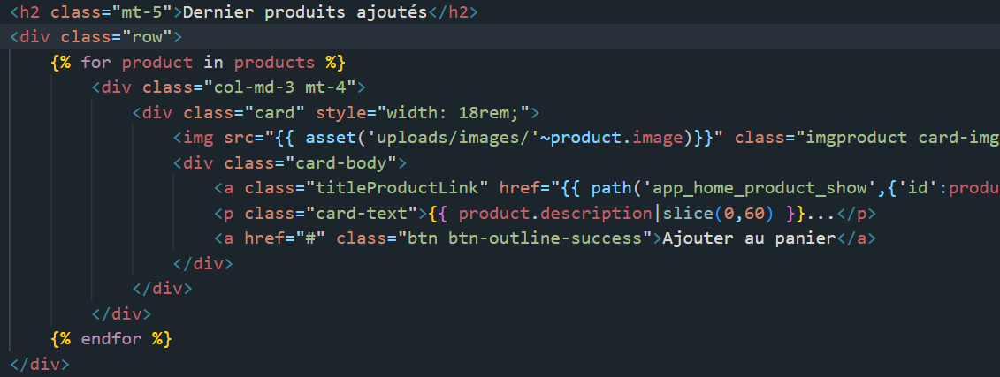 <h2 class="mt-5">Dernier produits ajoutés</h2>
<div class="row">
    {% for product in products %}
        <div class="col-md-3 mt-4">
            <div class="card" style="width: 18rem;">
                <img src="{{ asset('uploads/images/'~product.image)}}" class="imgproduct card-img
                <div class="card-body">
                    <a class="titleProductLink" href="{{ path('app_home_product_show',{'id':produ
                    <p class="card-text">{{ product.description|slice(0,60) }}...</p>
                    <a href="#" class="btn btn-outline-success">Ajouter au panier</a>
                </div>
            </div>
        </div>
    {% endfor %}
</div>